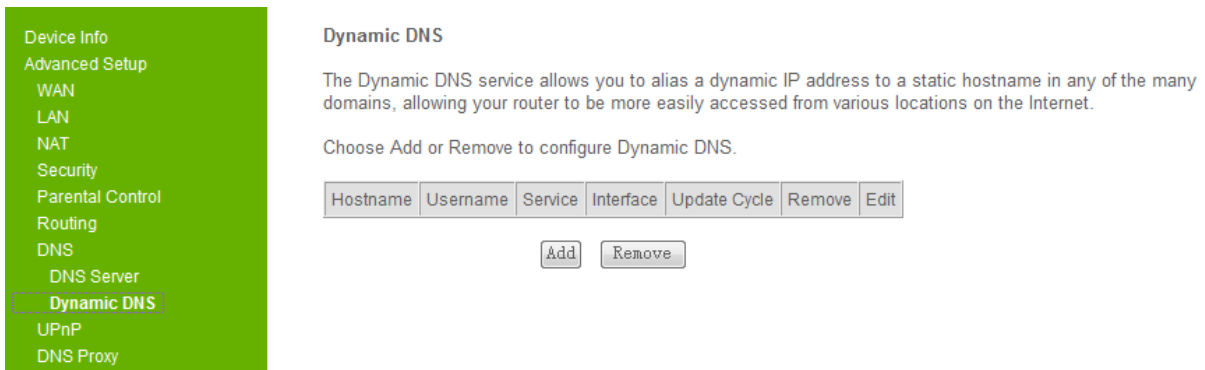 Device Info
Advanced Setup
WAN
LAN
NAT
Security
Parental Control
Routing
DNS
DNS Server
Dynamic DNS
UPnP
DNS Proxy
Dynamic DNS
The Dynamic DNS service allows you to alias a dynamic IP address to a static hostname in any of the many
domains, allowing your router to be more easily accessed from various locations on the Internet.
Choose Add or Remove to configure Dynamic DNS.
Hostname Username Service Interface Update Cycle Remove Edit
Add Remove